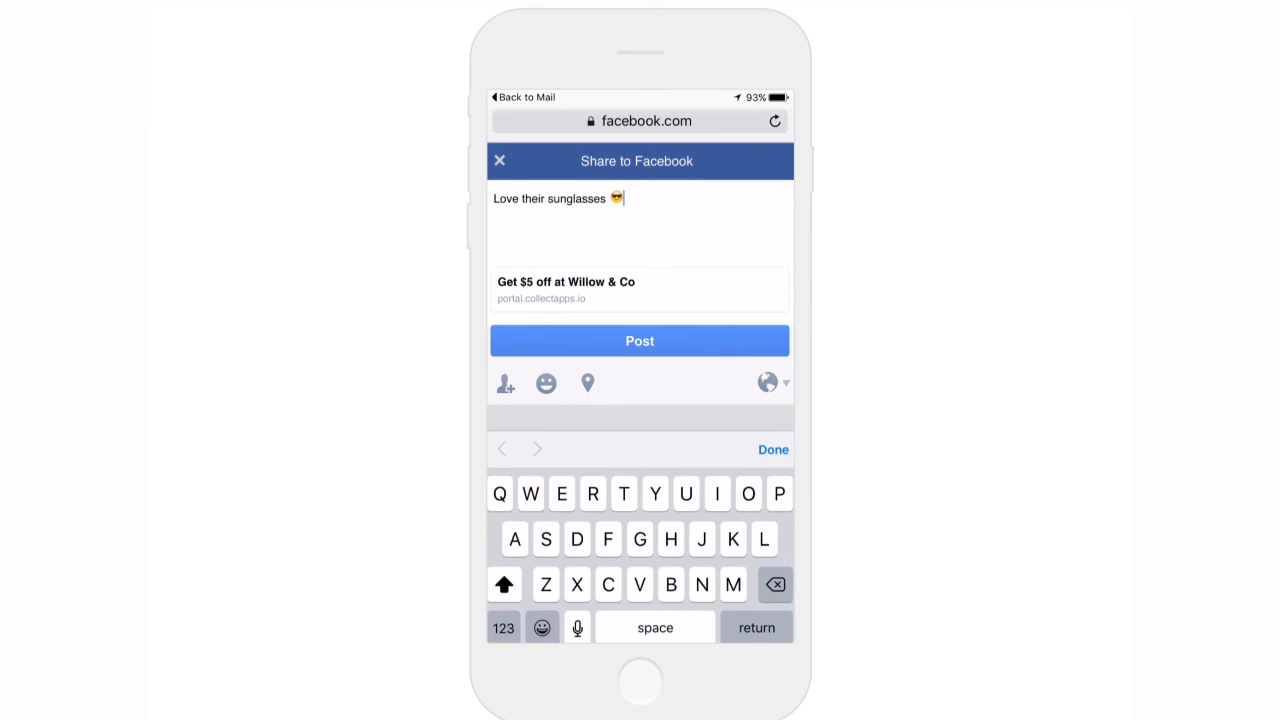 Back to Mail 93%
facebook.com
Share to Facebook
Love their sunglasses 😎
Get $5 off at Willow & Co
portal.collectapps.io
Post
Done
Q W E R T Y U I O P
A S D F G H J K L
Z X C V B N M
123 space return